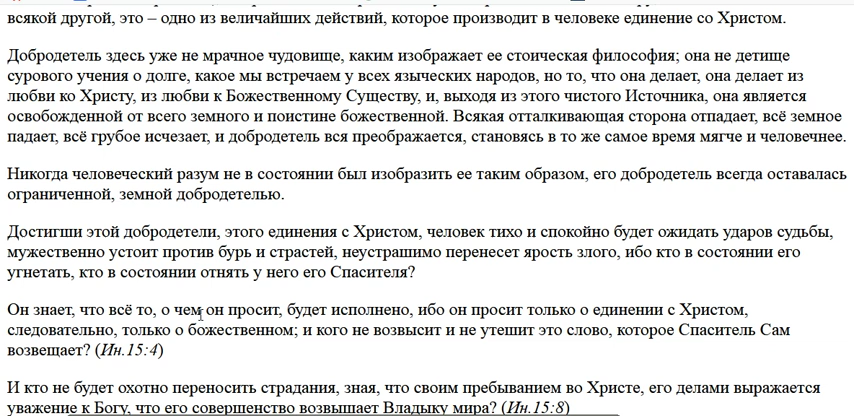 всякой другой, это – одно из величайших действий, которое производит в человеке единение со Христом.
Добродетель здесь уже не мрачное чудовище, каким изображает ее стоическая философия; она не детище
сурового учения о долге, какое мы встречаем у всех языческих народов, но то, что она делает, она делает из
любви ко Христу, из любви к Божественному Существу, и, выходя из этого чистого Источника, она является
освобожденной от всего земного и поистине божественной. Всякая отталкивающая сторона отпадает, всё земное
падает, всё грубое исчезает, и добродетель вся преображается, становясь в то же самое время мягче и человечнее.
Никогда человеческий разум не в состоянии был изобразить ее таким образом, его добродетель всегда оставалась
ограниченной, земной добродетелью.
Достигши этой добродетели, этого единения с Христом, человек тихо и спокойно будет ожидать ударов судьбы,
мужественно устоит против бурь и страстей, неустрашимо перенесет ярость злого, ибо кто в состоянии его
угнетать, кто в состоянии отнять у него его Спасителя?
Он знает, что всё то, о чем он просит, будет исполнено, ибо он просит только о единении с Христом,
следовательно, только о божественном; и кого не возвысит и не утешит это слово, которое Спаситель Сам
возвещает? (Ин.15:4)
И кто не будет охотно переносить страдания, зная, что своим пребыванием во Христе, его делами выражается
уважение к Богу, что его совершенство возвышает Владыку мира? (Ин.15:8)